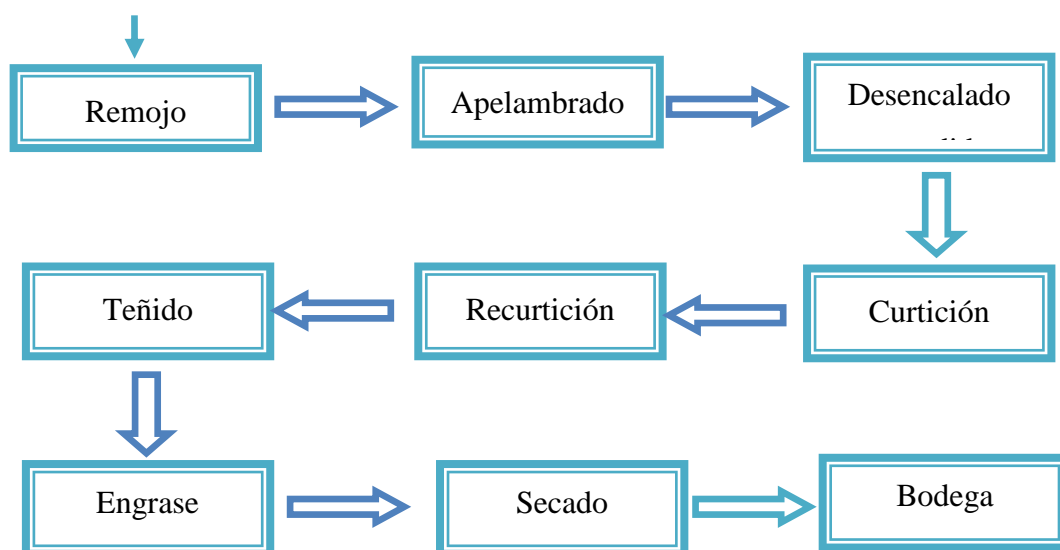 Remojo
Apelambrado
Desencalado
Teñido
Recurtición
Curtición
Engrase
Secado
Bodega